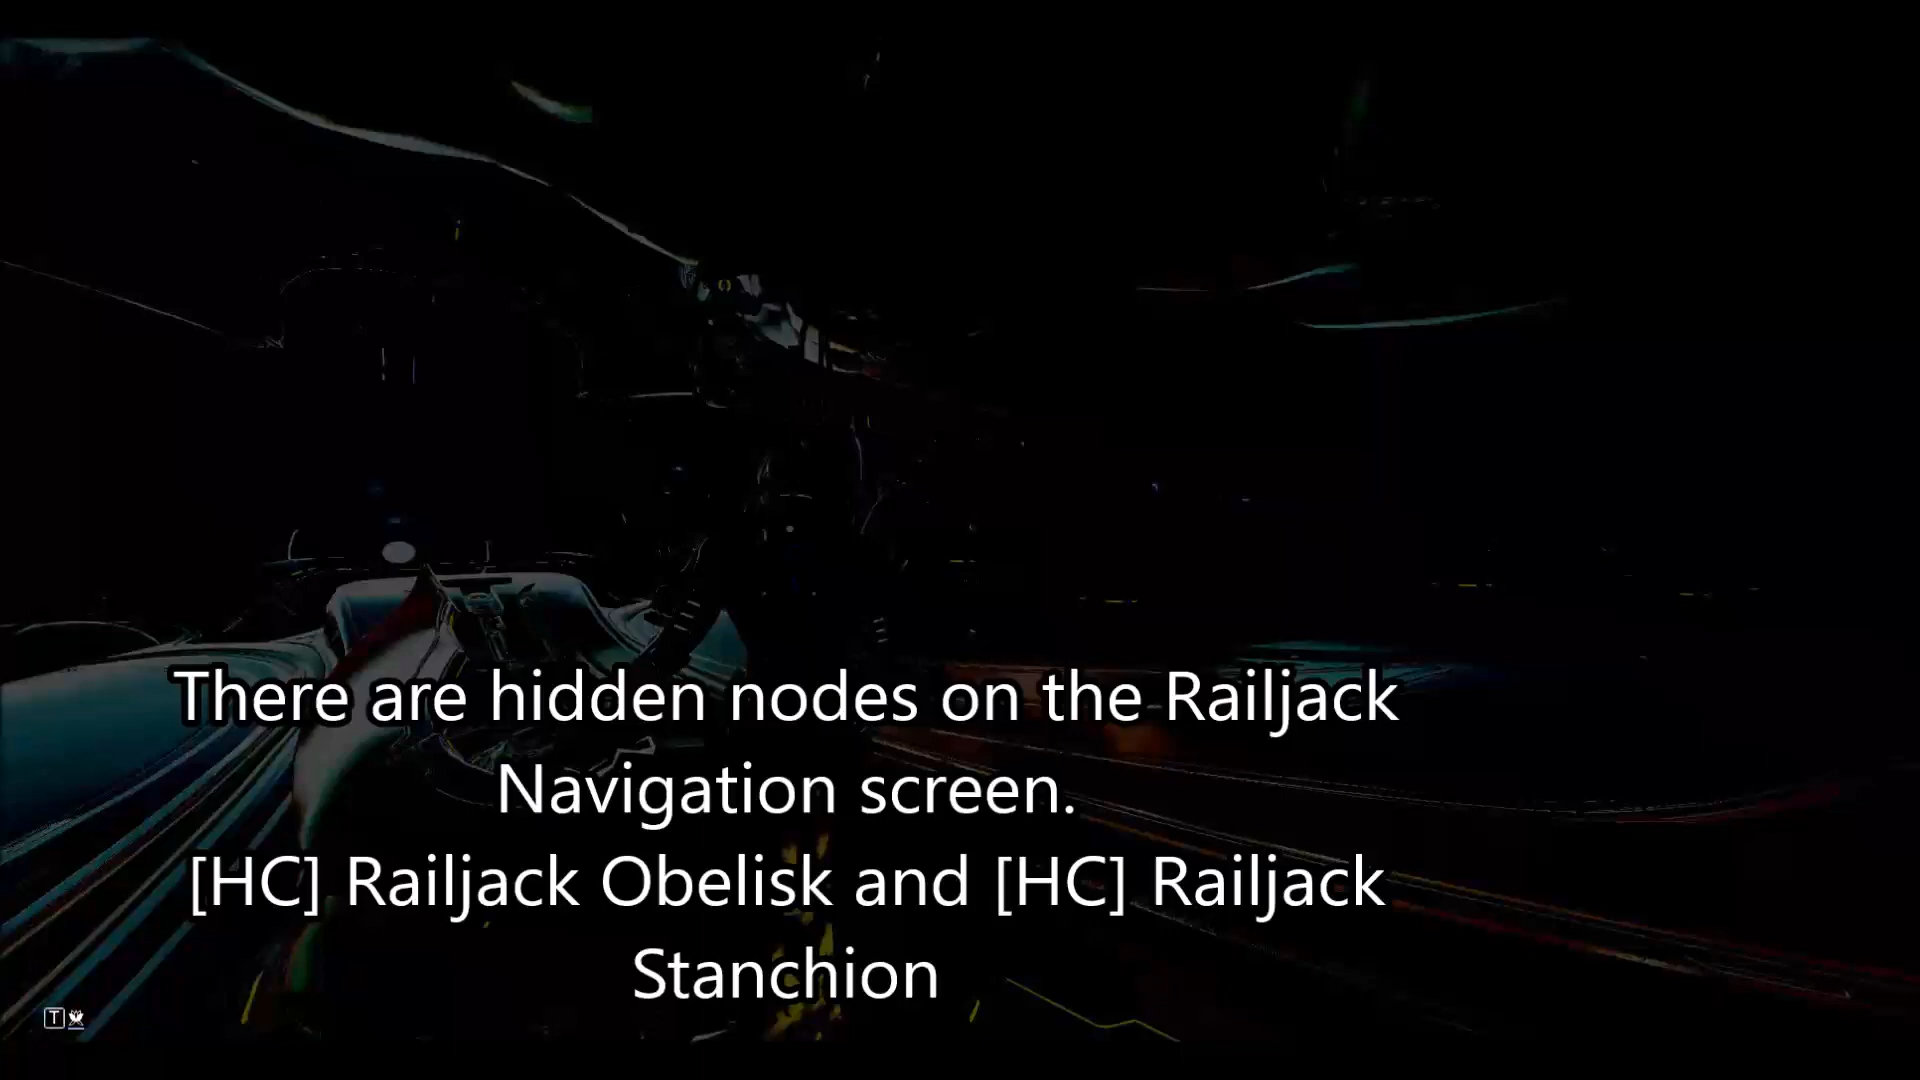 There are hidden nodes on the Railjack
Navigation screen.
[HC] Railjack Obelisk and [HC] Railjack
Stanchion
T